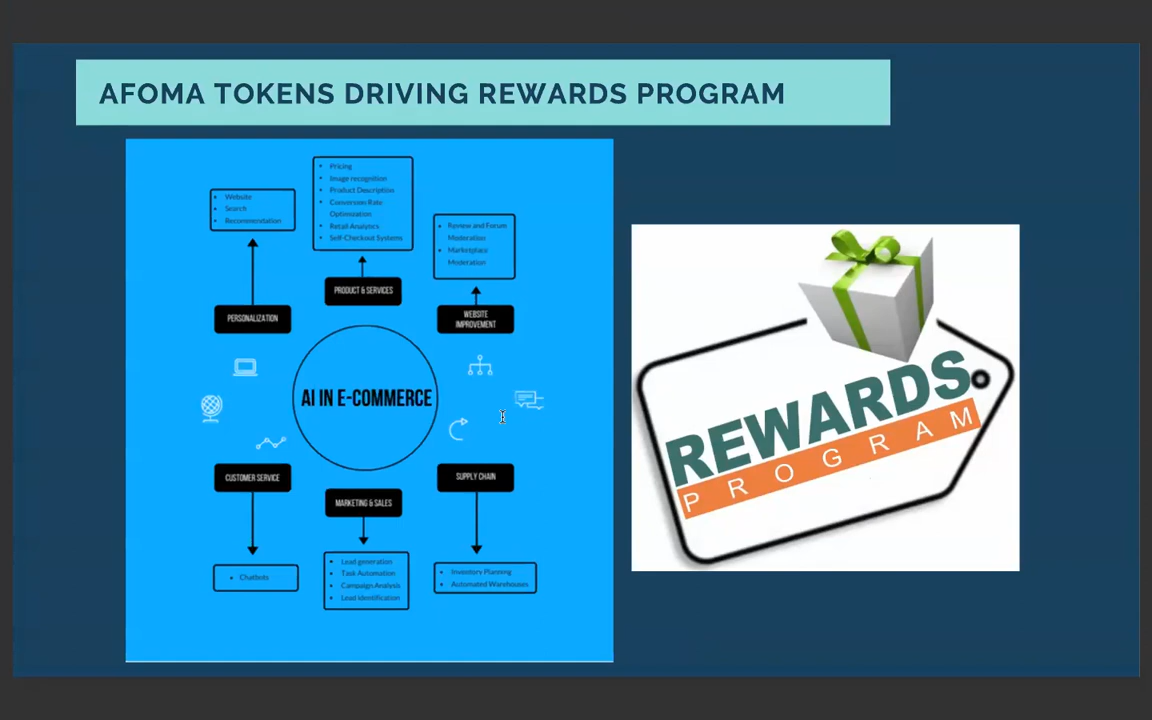 AFOMA TOKENS DRIVING REWARDS PROGRAM
Website
Search
Recommendation
PERSONALIZATION
Pricing
Image recognition
Product Description
Conversion Rate
Optimization
Retail Analytics
Self-Checkout Systems
PRODUCT & SERVICES
Review and Forum
Moderation
Marketplace
Moderation
WEBSITE
IMPROVEMENT
AI IN E-COMMERCE
CUSTOMER SERVICE
Chatbots
MARKETING & SALES
Lead generation
Task Automation
Campaign Analysis
Lead identification
SUPPLY CHAIN
Inventory Planning
Automated Warehouses
REWARDS
PROGRAM